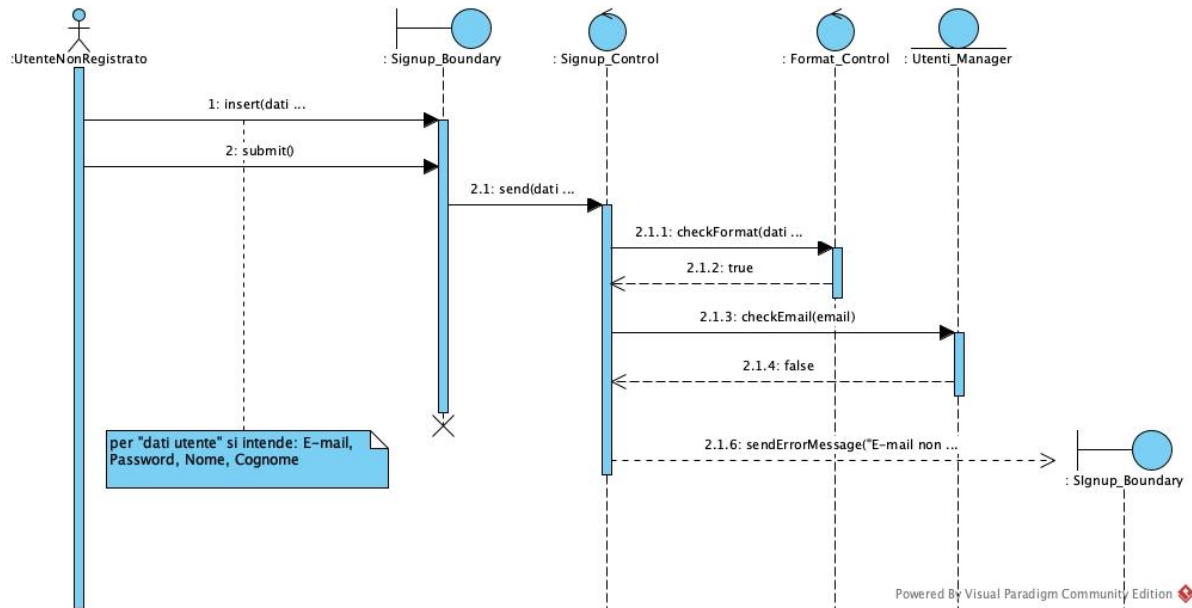 :UtenteNonRegistrato
: Signup_Boundary
: Signup_Control
: Format_Control
: Utenti_Manager
1: insert(dati ...
2: submit()
2.1: send(dati ...
2.1.1: checkFormat(dati ...
2.1.2: true
2.1.3: checkEmail(email)
2.1.4: false
per "dati utente" si intende: E-mail,
Password, Nome, Cognome
2.1.6: sendErrorMessage("E-mail non ...
: SIgnup_Boundary
Powered By Visual Paradigm Community Edition